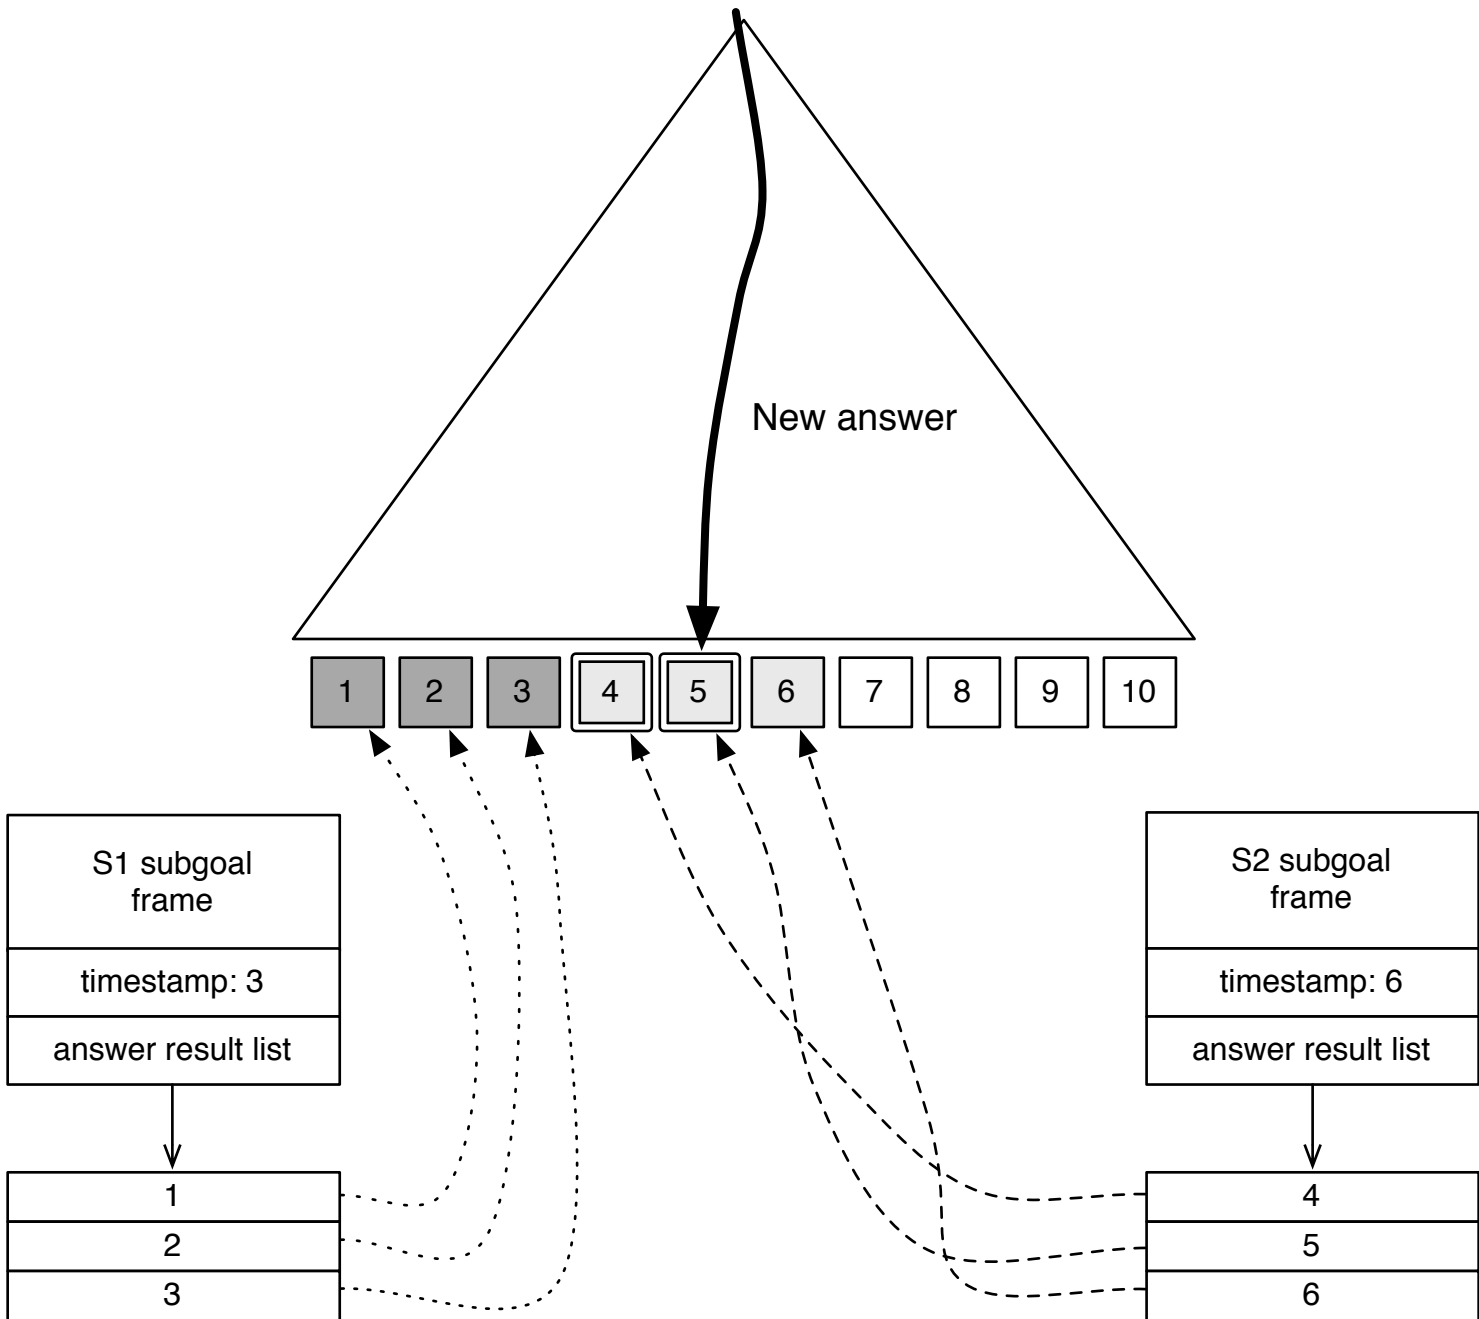 New answer
1 2 3 4 5 6 7 8 9 10
S1 subgoal
frame
timestamp: 3
answer result list
1
2
3
S2 subgoal
frame
timestamp: 6
answer result list
4
5
6